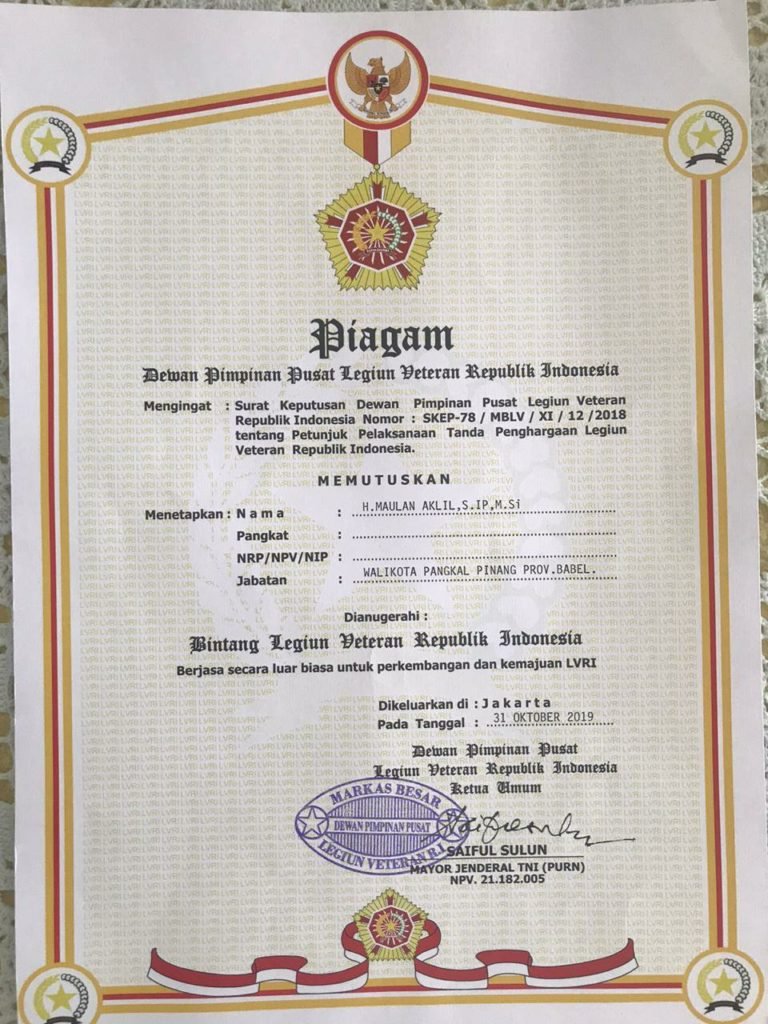 Piagam
Dewan Pimpinan Pusat Legiun Veteran Republik Indonesia
Mengingat : Surat Keputusan Dewan Pimpinan Pusat Legiun Veteran
Republik Indonesia Nomor : SKEP-78 / MBLV / XI / 12 /2018
tentang Petunjuk Pelaksanaan Tanda Penghargaan Legiun
Veteran Republik Indonesia.
MEMUTUSKAN
Menetapkan : Nama : H.MAULAN AKLIL,S.IP,M.Si
Pangkat :
NRP/NPV/NIP :
Jabatan : WALIKOTA PANGKAL PINANG PROV.BABEL.
Dianugerahi :
Bintang Legiun Veteran Republik Indonesia
Berjasa secara luar biasa untuk perkembangan dan kemajuan LVRI
Dikeluarkan di : Jakarta
Pada Tanggal : 31 OKTOBER 2019
Dewan Pimpinan Pusat
Legiun Veteran Republik Indonesia
Ketua Umum
MARKAS BESAR
DEWAN PIMPINAN PUSAT
LEGIUN VETERAN R.I.
SAIFUL SULUN
MAYOR JENDERAL TNI (PURN)
NPV. 21.182.005